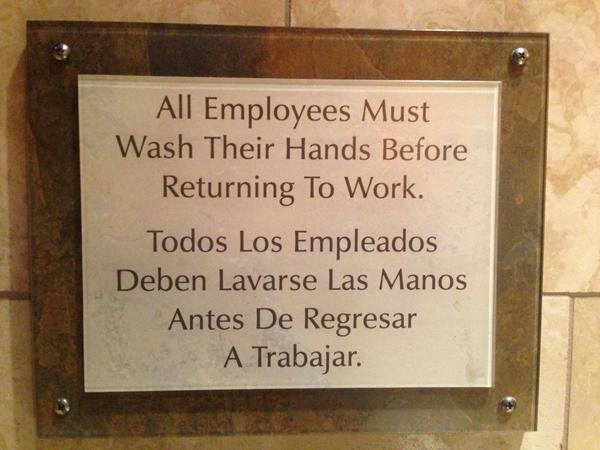 All Employees Must
Wash Their Hands Before
Returning To Work.
Todos Los Empleados
Deben Lavarse Las Manos
Antes De Regresar
A Trabajar.